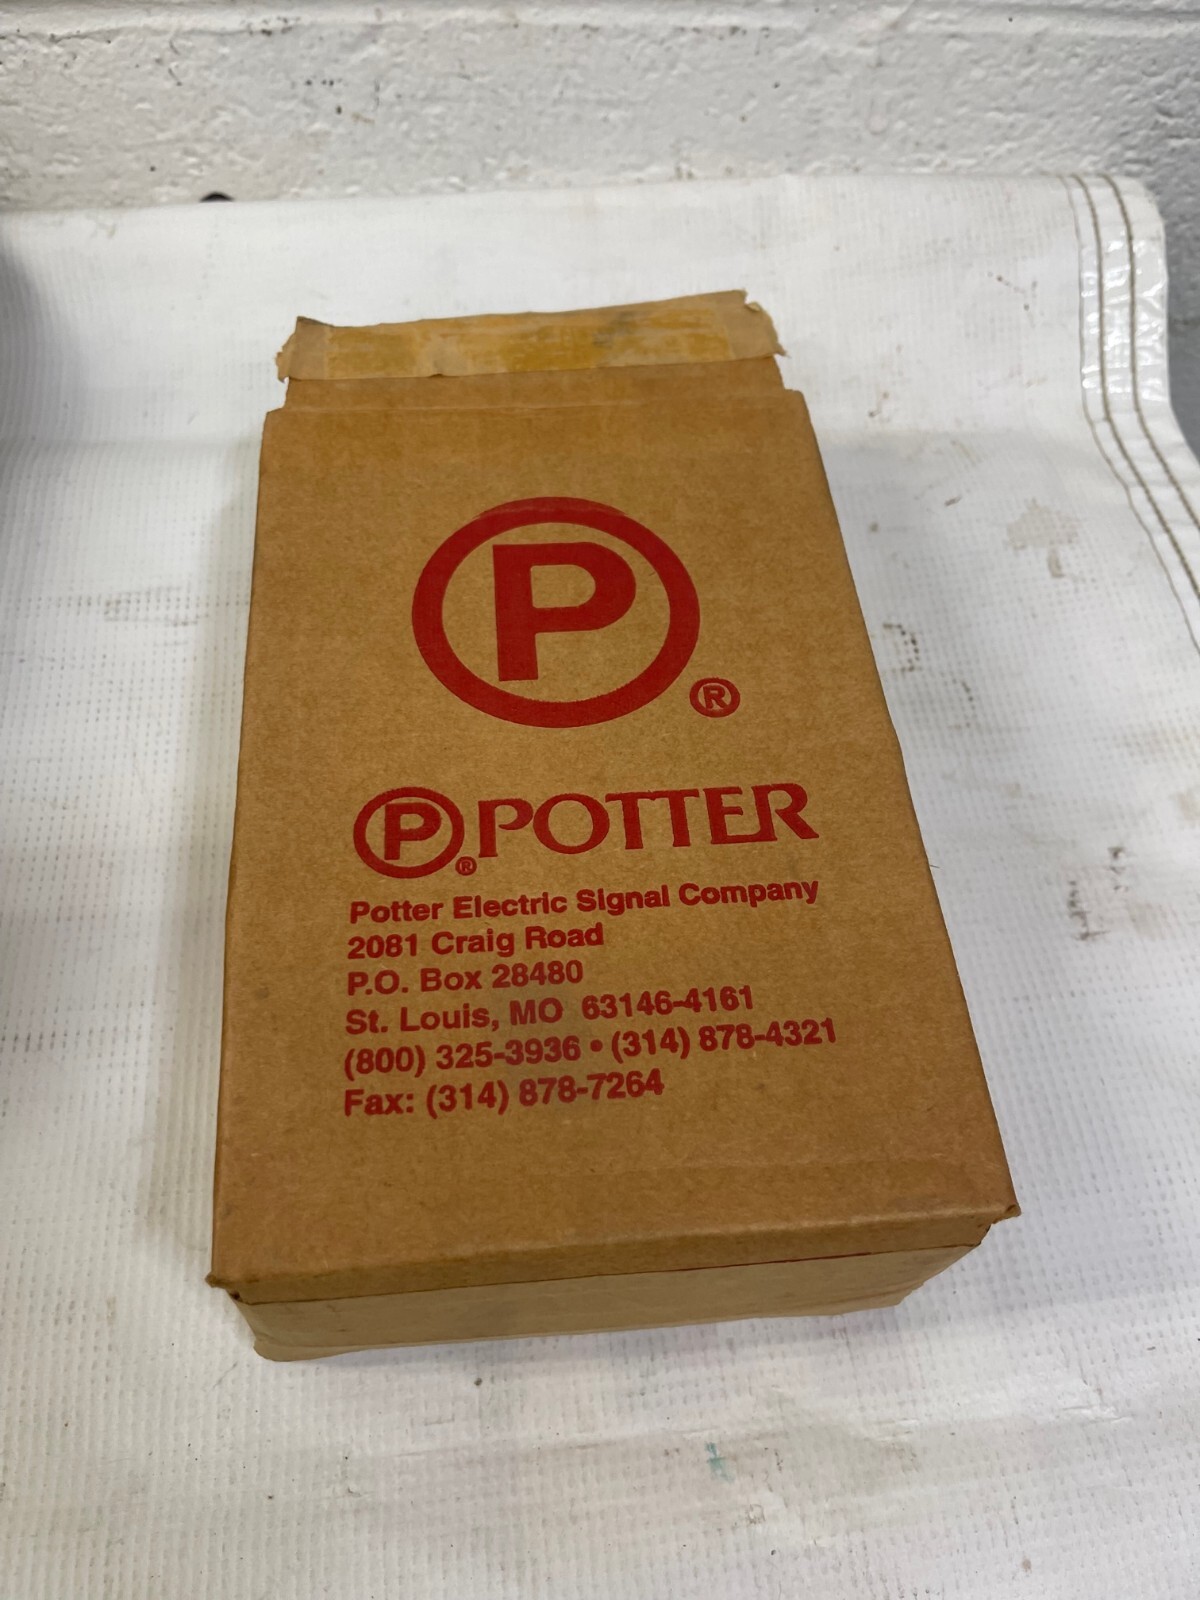 P
®
P ® POTTER
Potter Electric Signal Company
2081 Craig Road
P.O. Box 28480
St. Louis, MO 63146-4161
(800) 325-3936 • (314) 878-4321
Fax: (314) 878-7264